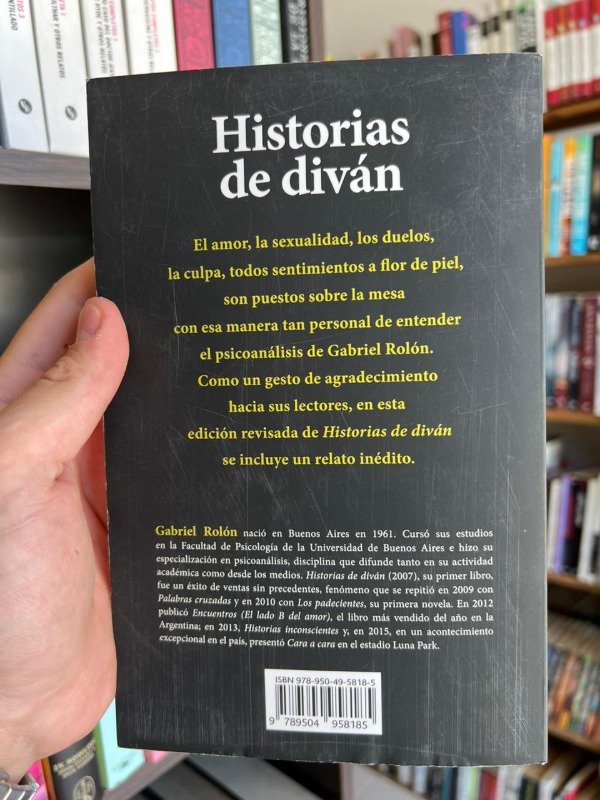 Historias
de diván
El amor, la sexualidad, los duelos,
la culpa, todos sentimientos a flor de piel,
son puestos sobre la mesa
con esa manera tan personal de entender
el psicoanálisis de Gabriel Rolón.
Como un gesto de agradecimiento
hacia sus lectores, en esta
edición revisada de Historias de diván
se incluye un relato inédito.
Gabriel Rolón nació en Buenos Aires en 1961. Cursó sus estudios
en la Facultad de Psicología de la Universidad de Buenos Aires e hizo su
especialización en psicoanálisis, disciplina que difunde tanto en su actividad
académica como desde los medios. Historias de diván (2007), su primer libro,
fue un éxito de ventas sin precedentes, fenómeno que se repitió en 2009 con
Palabras cruzadas y en 2010 con Los padecientes, su primera novela. En 2012
publicó Encuentros (El lado B del amor), el libro más vendido del año en la
Argentina; en 2013, Historias inconscientes y, en 2015, en un acontecimiento
excepcional en el país, presentó Cara a cara en el estadio Luna Park.
ISBN 978-950-49-5818-5
9 789504 958185